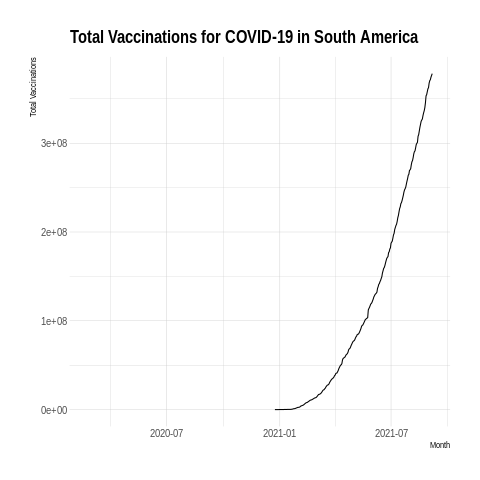 Total Vaccinations for COVID-19 in South America
Total Vaccinations
3e+08
2e+08
1e+08
0e+00
2020-07 2021-01 2021-07
Month